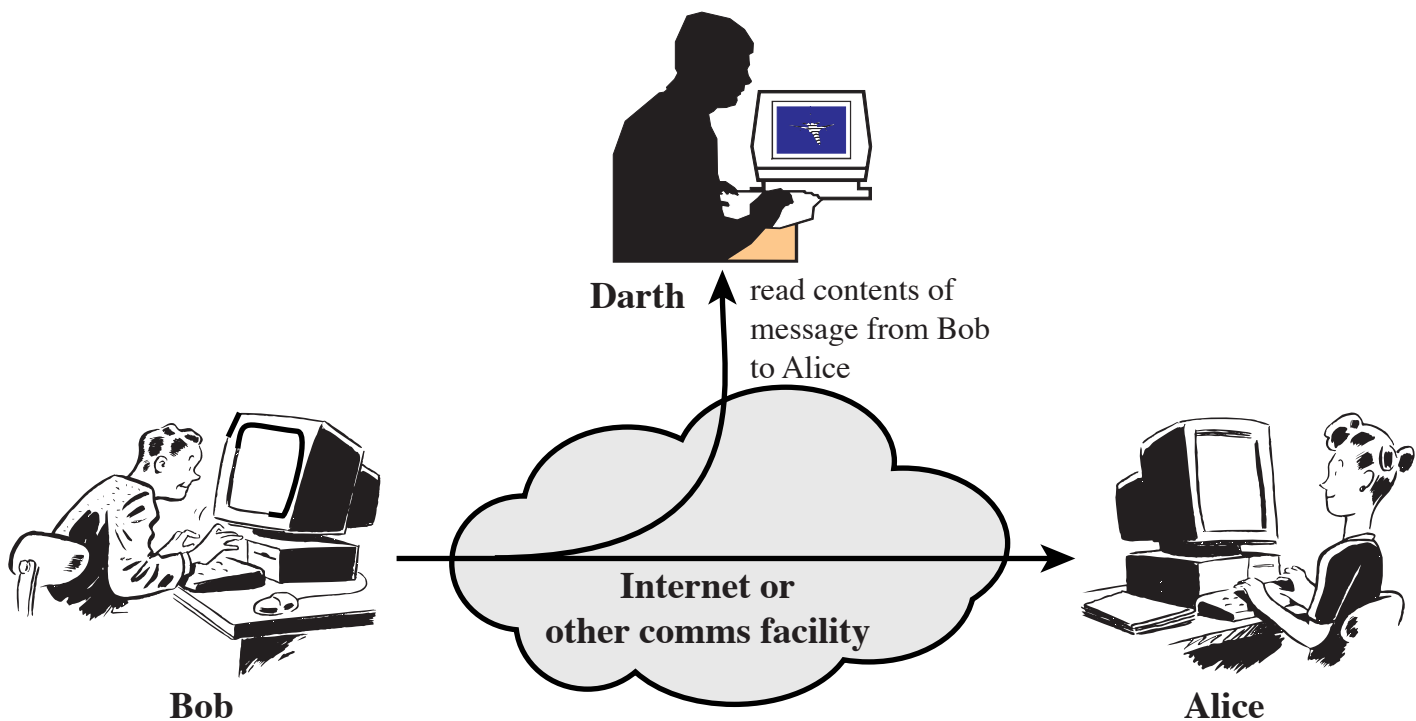 Darth
read contents of
message from Bob
to Alice
Internet or
other comms facility
Bob
Alice